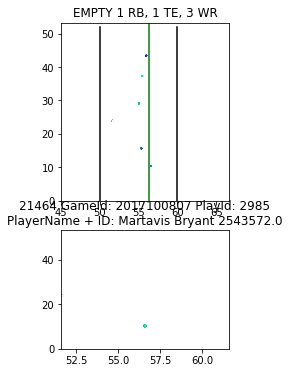 EMPTY 1 RB, 1 TE, 3 WR
50
40
30
20
10
0
45 50 55 60 65
21464 GameId: 2017100807 PlayId: 2985
PlayerName + ID: Martavis Bryant 2543572.0
40
20
0
52.5 55.0 57.5 60.0